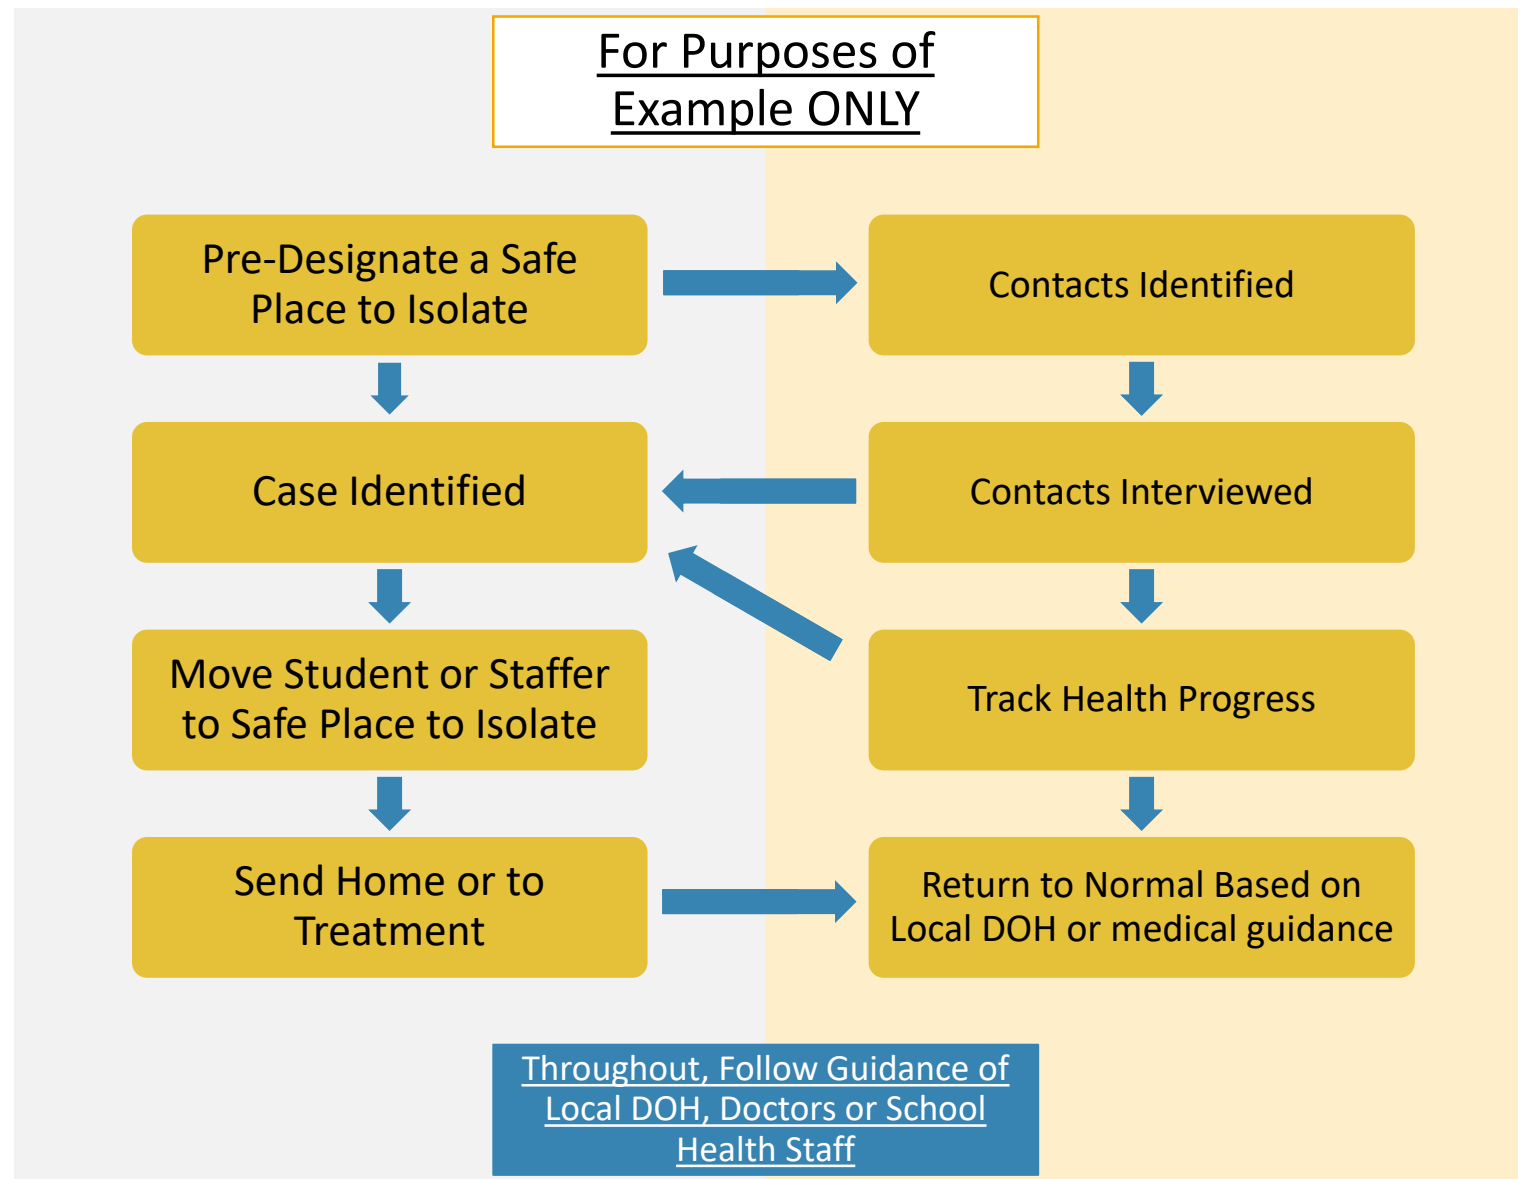 For Purposes of
Example ONLY
Pre-Designate a Safe
Place to Isolate
Contacts Identified
Case Identified
Contacts Interviewed
Move Student or Staffer
to Safe Place to Isolate
Track Health Progress
Send Home or to
Treatment
Return to Normal Based on
Local DOH or medical guidance
Throughout, Follow Guidance of
Local DOH, Doctors or School
Health Staff